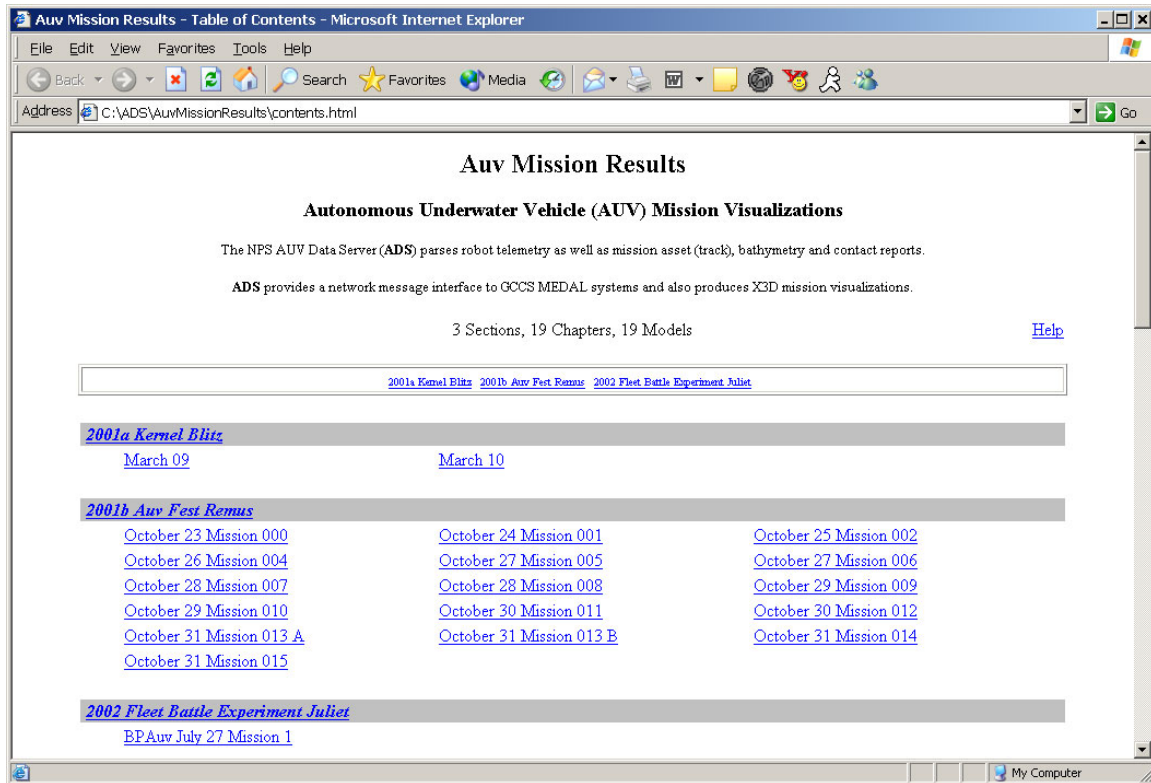 Auv Mission Results - Table of Contents - Microsoft Internet Explorer
File Edit View Favorites Tools Help
Back Search Favorites Media
Address C:\ADS\AuvMissionResults\contents.html Go
Auv Mission Results
Autonomous Underwater Vehicle (AUV) Mission Visualizations
The NPS AUV Data Server (ADS) parses robot telemetry as well as mission asset (track), bathymetry and contact reports.
ADS provides a network message interface to GCCS MEDAL systems and also produces X3D mission visualizations.
3 Sections, 19 Chapters, 19 Models Help
2001a Kernel Blitz 2001b Auv Fest Remus 2002 Fleet Battle Experiment Juliet
2001a Kernel Blitz
March 09 March 10
2001b Auv Fest Remus
October 23 Mission 000 October 24 Mission 001 October 25 Mission 002
October 26 Mission 004 October 27 Mission 005 October 27 Mission 006
October 28 Mission 007 October 28 Mission 008 October 29 Mission 009
October 29 Mission 010 October 30 Mission 011 October 30 Mission 012
October 31 Mission 013 A October 31 Mission 013 B October 31 Mission 014
October 31 Mission 015
2002 Fleet Battle Experiment Juliet
BPAuv July 27 Mission 1
My Computer